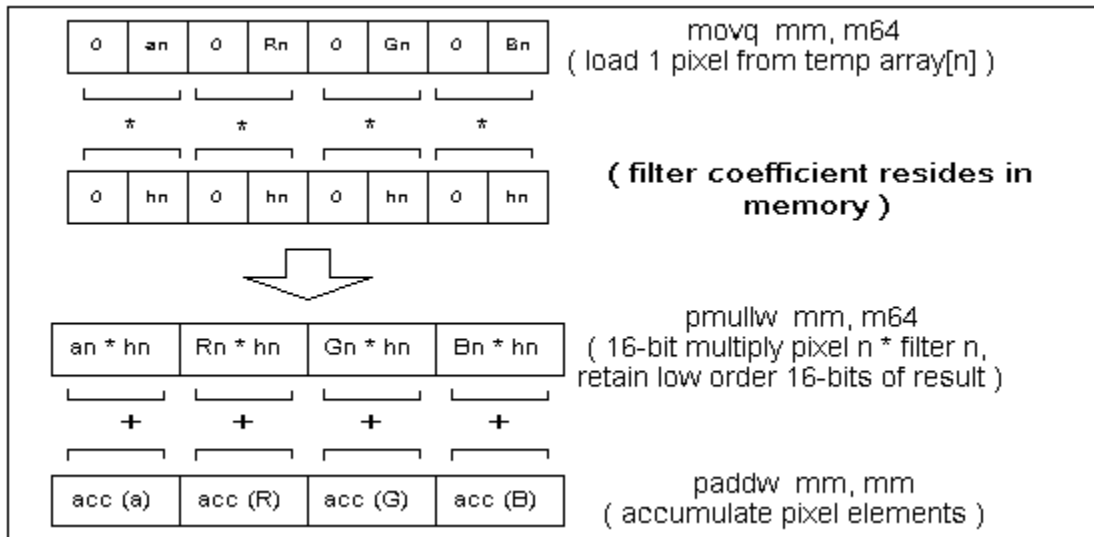 0 an 0 Rn 0 Gn 0 Bn
movq mm, m64
( load 1 pixel from temp array[n] )
* * * *
0 hn 0 hn 0 hn 0 hn
( filter coefficient resides in
memory )
an * hn Rn * hn Gn * hn Bn * hn
pmullw mm, m64
( 16-bit multiply pixel n * filter n,
retain low order 16-bits of result )
+ + + +
acc (a) acc (R) acc (G) acc (B)
paddw mm, mm
( accumulate pixel elements )